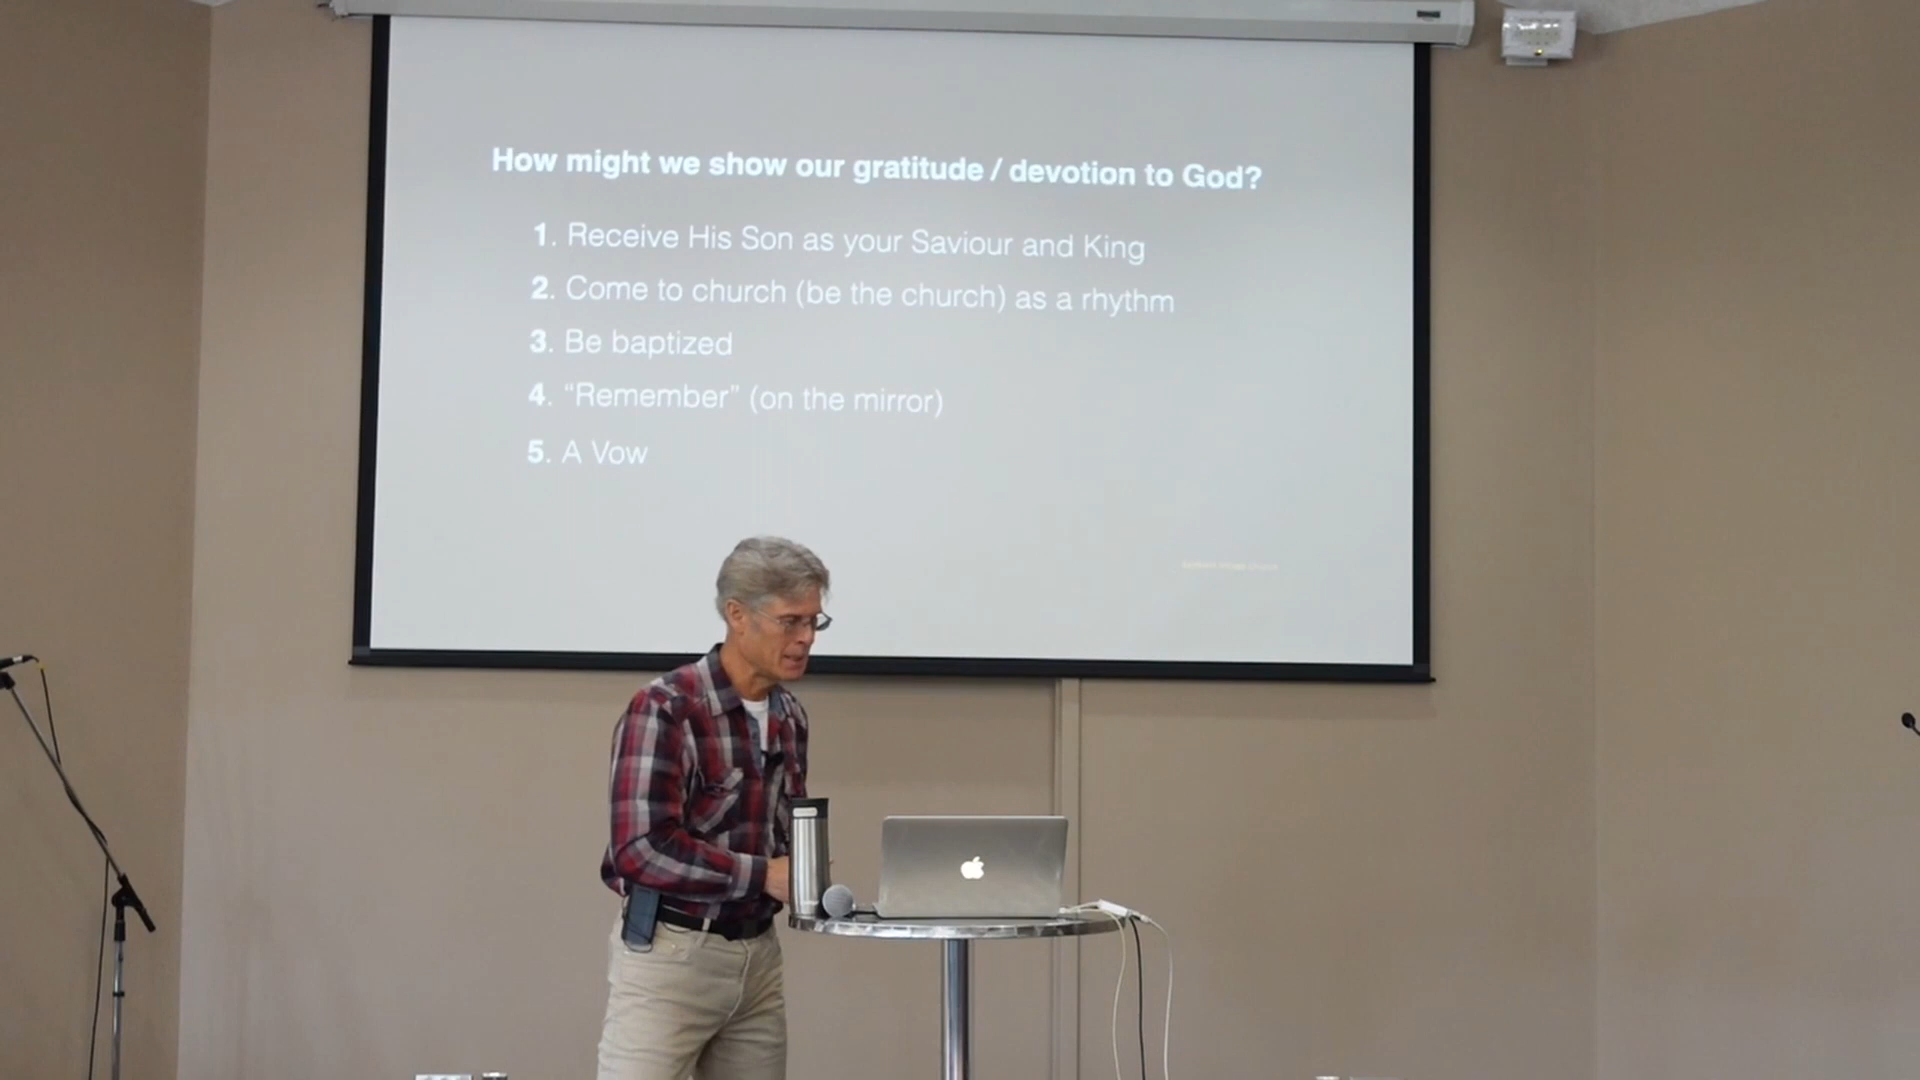 How might we show our gratitude / devotion to God?
1. Receive His Son as your Saviour and King
2. Come to church (be the church) as a rhythm
3. Be baptized
4. “Remember” (on the mirror)
5. A Vow